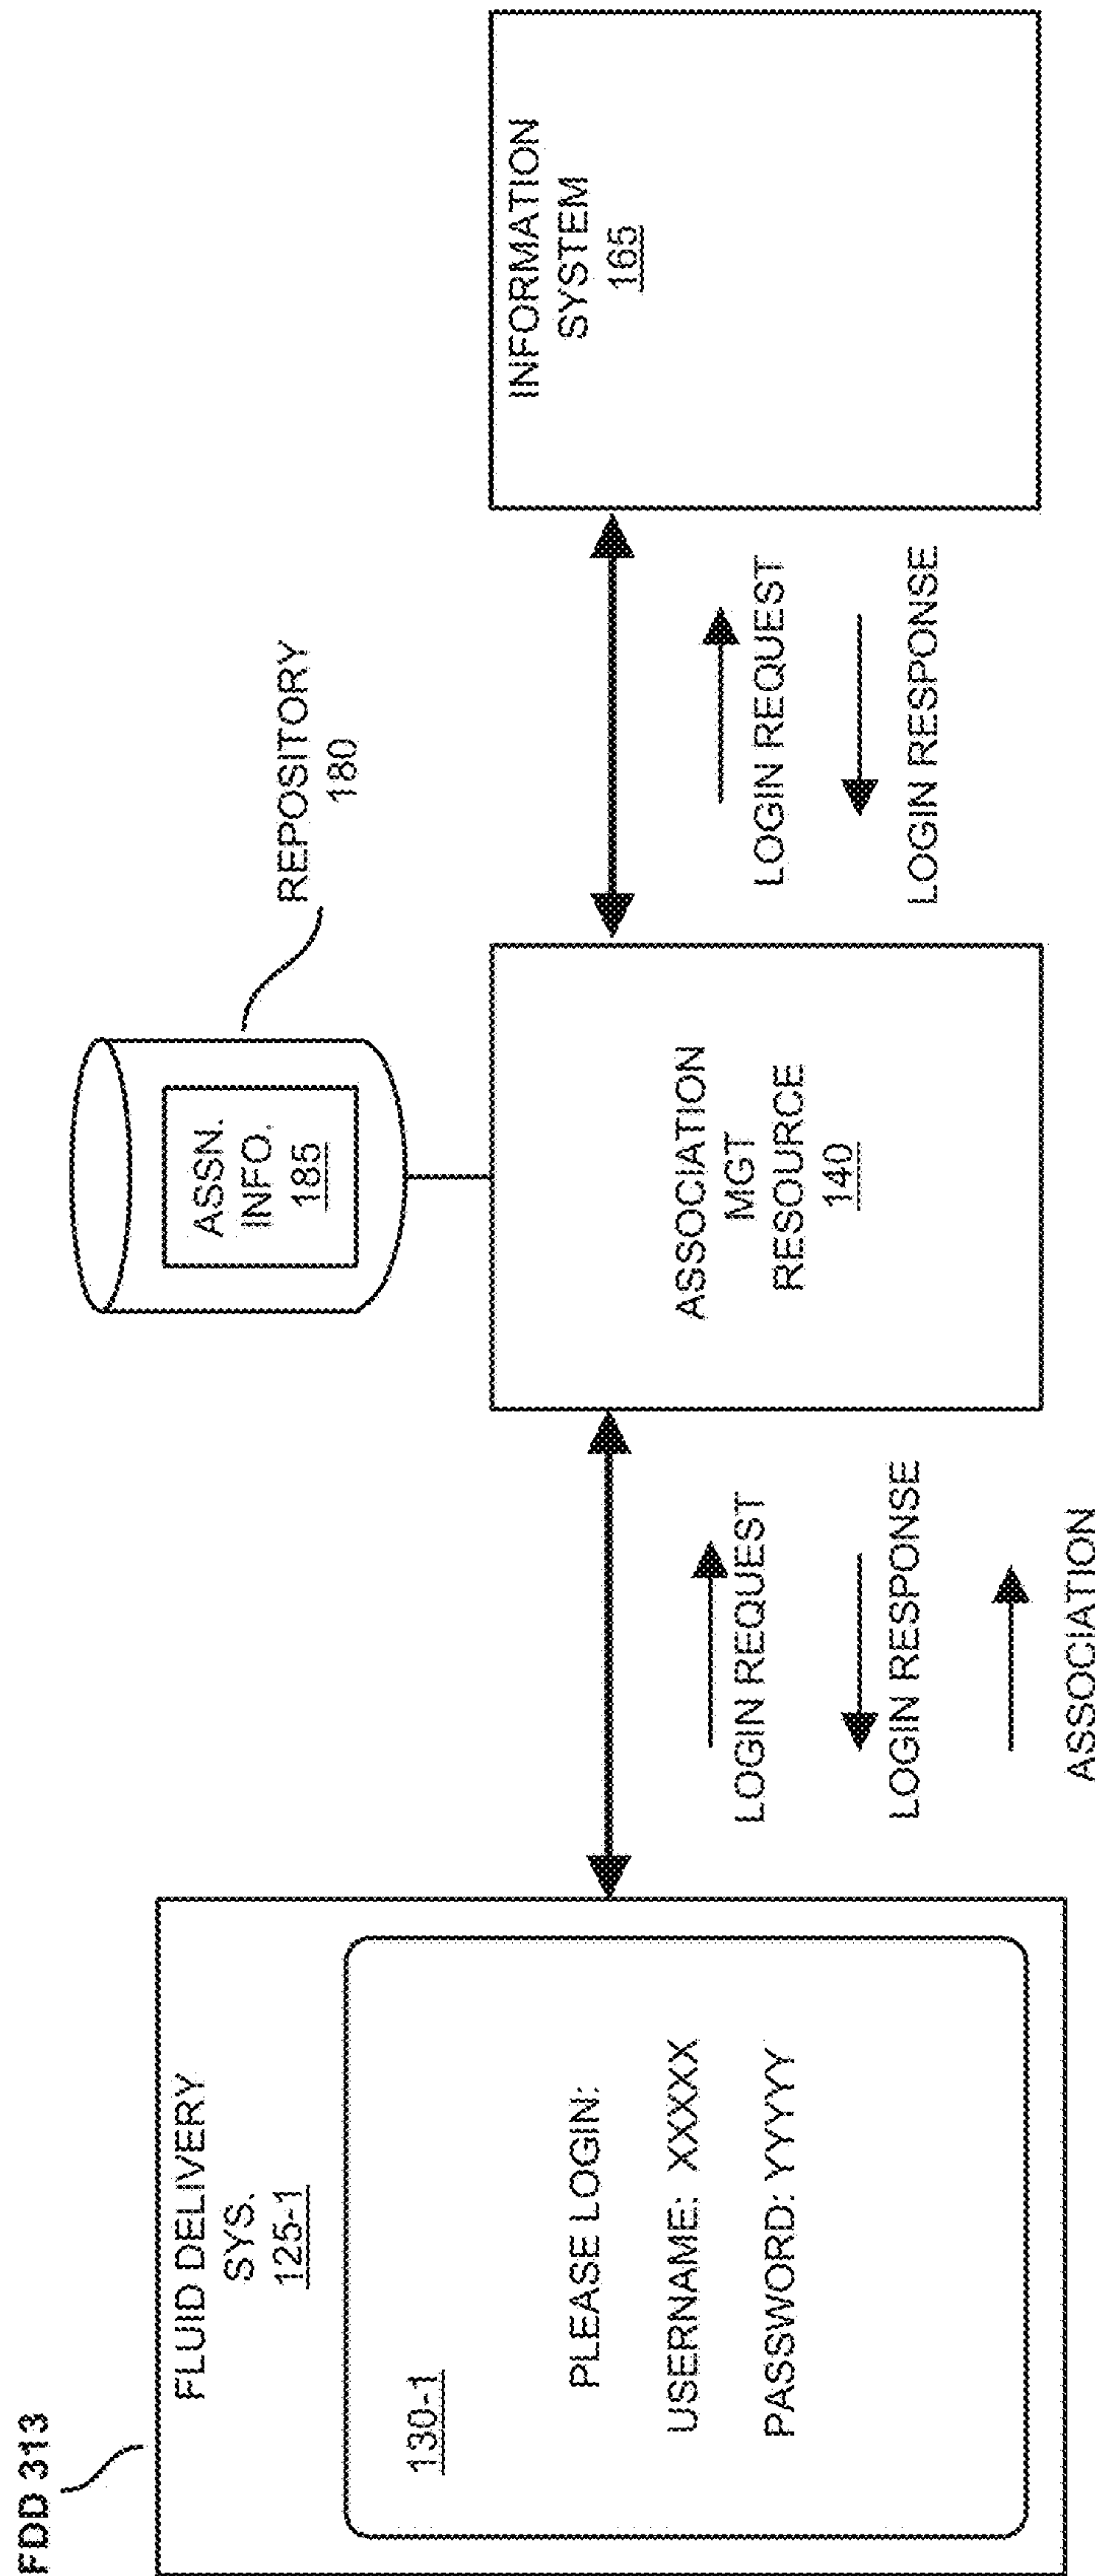 FDD 313
FLUID DELIVERY
SYS.
125-1
130-1
PLEASE LOGIN:
USERNAME: XXXXX
PASSWORD: YYYYY
LOGIN REQUEST
LOGIN RESPONSE
ASSOCIATION
ASSN.
INFO.
185
REPOSITORY
180
ASSOCIATION
MGT
RESOURCE
140
LOGIN REQUEST
LOGIN RESPONSE
INFORMATION
SYSTEM
165